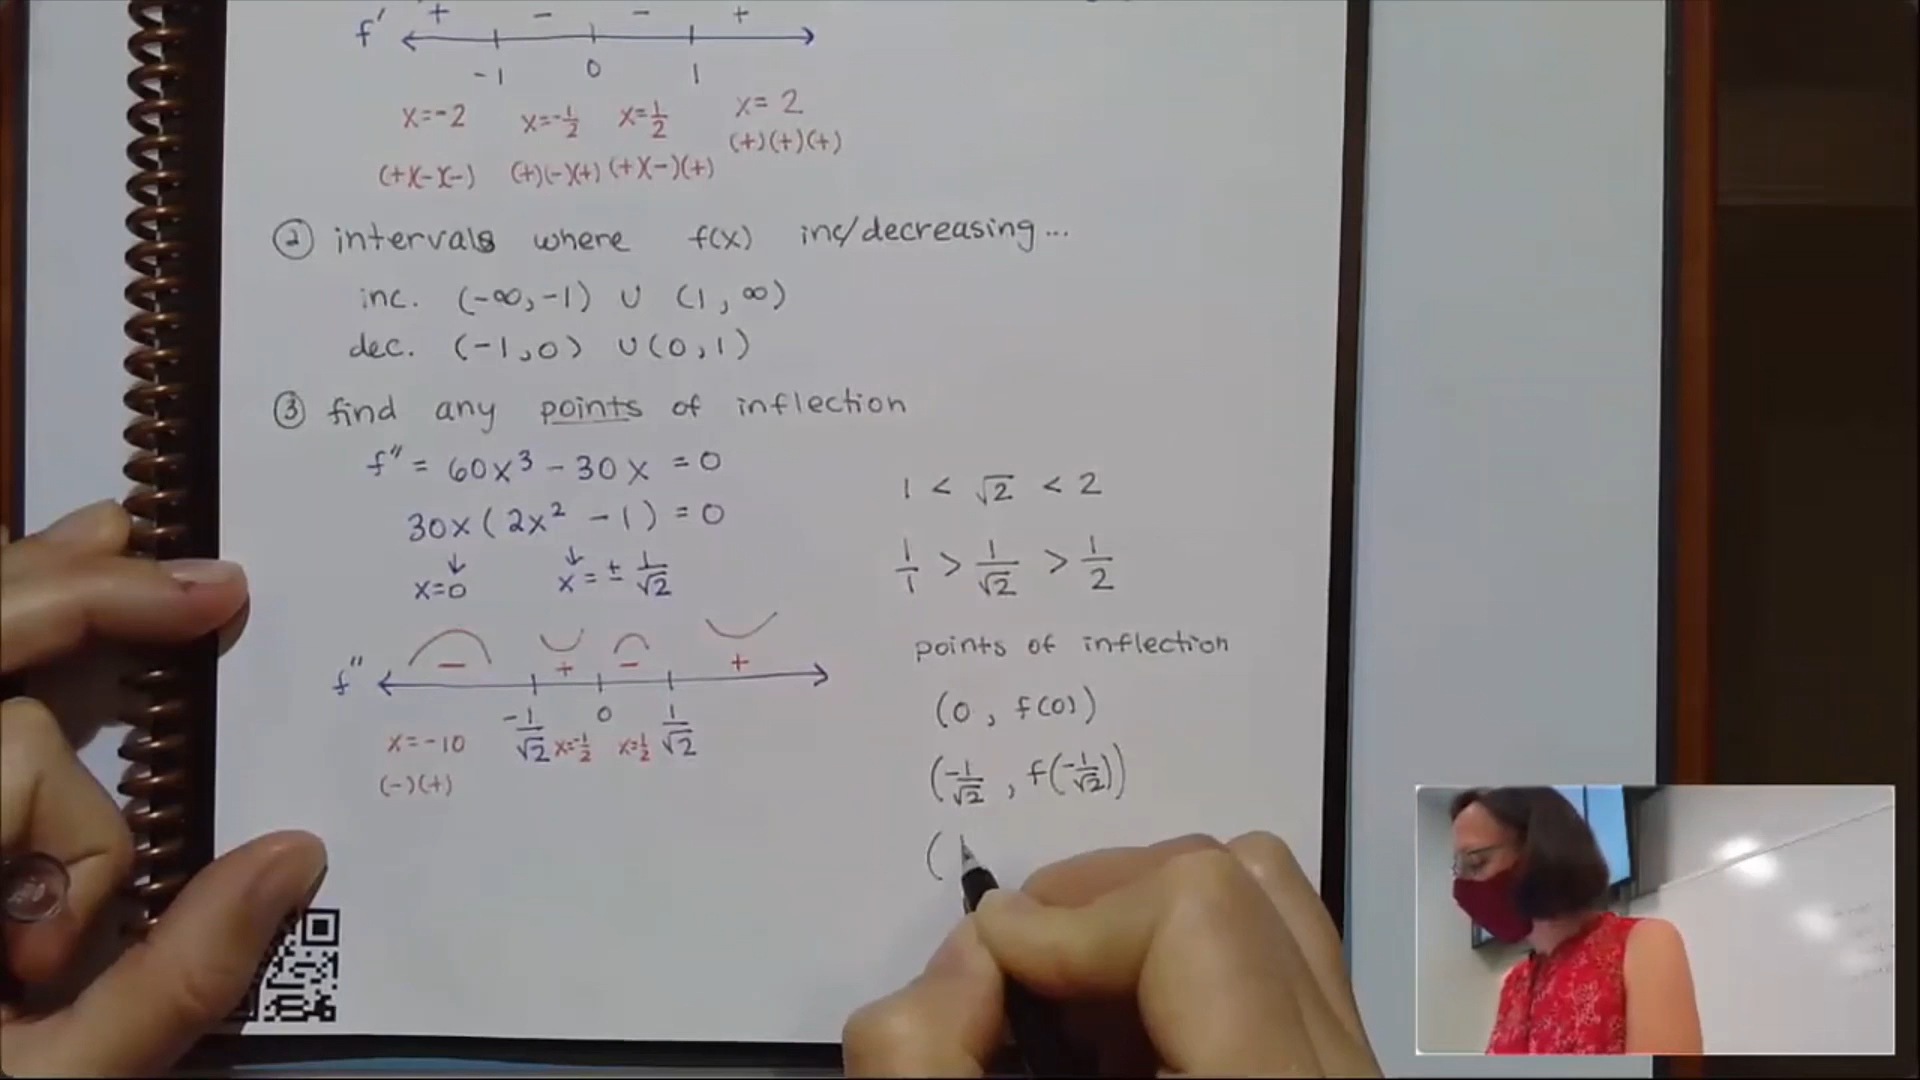 f' + − − +
-1 0 1
x=-2 x=-1/2 x=1/2 x= 2
(+)(-)(-) (+)(-)(+) (+)(-)(+) (+)(+)(+)
② intervals where f(x) inc/decreasing...
inc. (-∞,-1) ∪ (1, ∞)
dec. (-1,0) ∪ (0,1)
③ find any points of inflection
f" = 60x³ - 30x = 0
30x(2x² - 1) = 0
↓ ↓
x=0 x = ± 1/√2
f" − + − +
-1/√2 0 1/√2
x=-10 x=-1/2 x=1/2
(-)(+)
1 < √2 < 2
1/1 > 1/√2 > 1/2
points of inflection
(0, f(0))
(-1/√2, f(-1/√2))
(